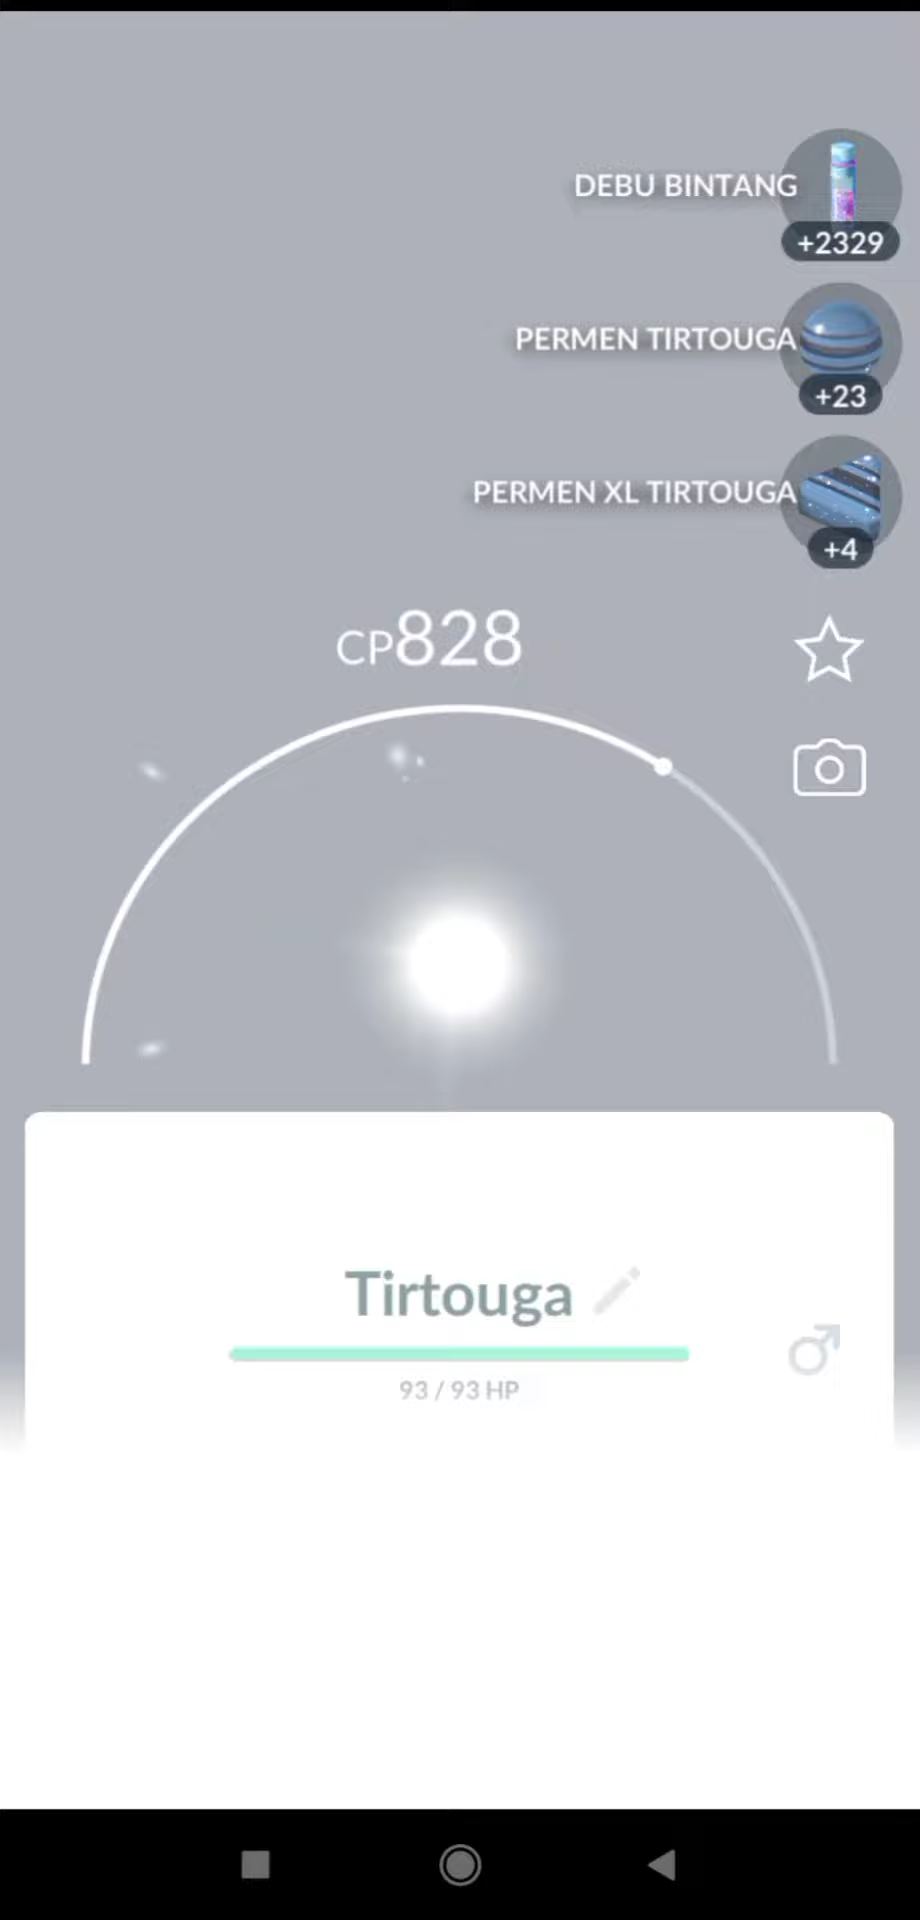 DEBU BINTANG
+2329
PERMEN TIRTOUGA
+23
PERMEN XL TIRTOUGA
+4
CP828
Tirtouga
93 / 93 HP